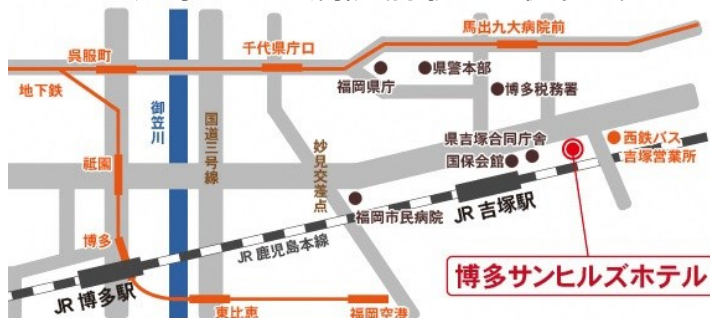 馬出九大病院前
千代県庁口
呉服町
地下鉄
福岡県庁
県警本部
博多税務署
御笠川
国道三号線
妙見交差点
県吉塚合同庁舎
国保会館
西鉄バス
吉塚営業所
祇園
福岡市民病院
JR 吉塚駅
博多
JR 鹿児島本線
JR 博多駅
博多サンヒルズホテル
東比恵
福岡空港